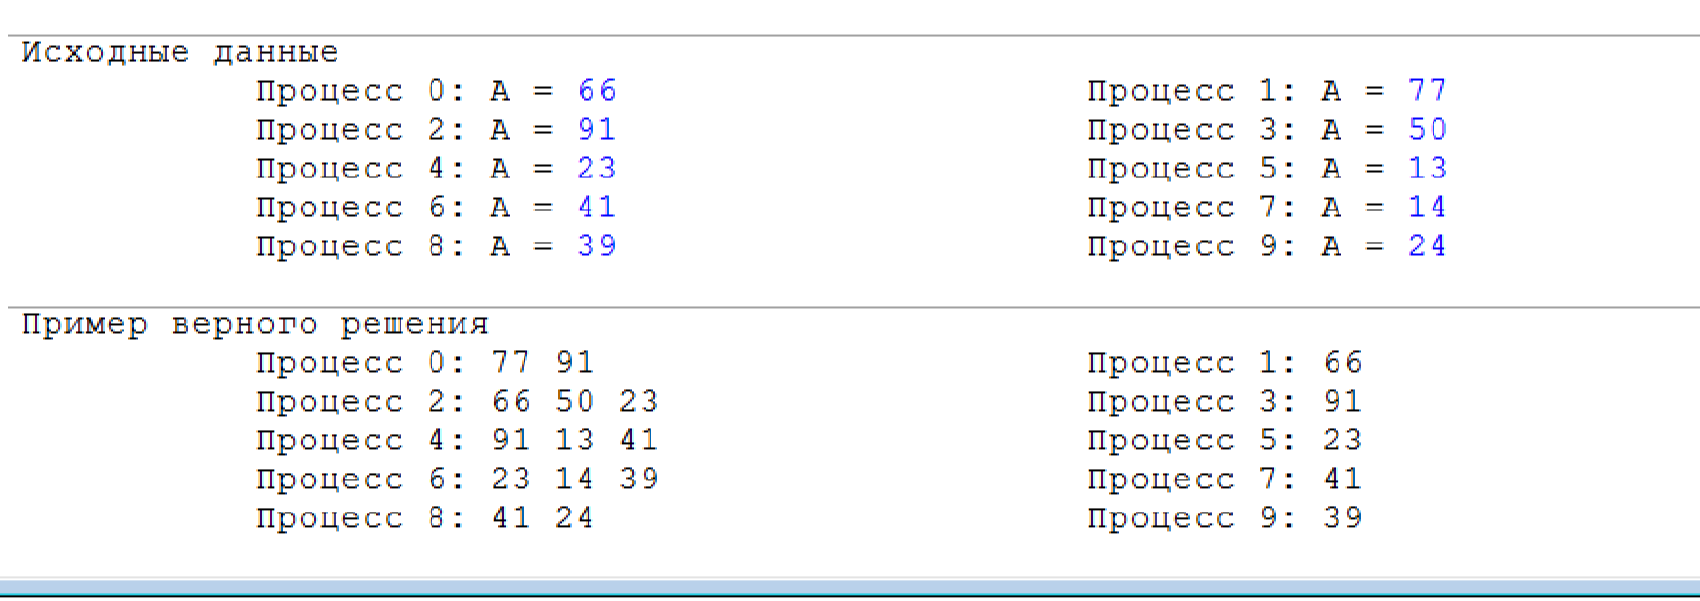 Исходные данные
Процесс 0: A = 66 Процесс 1: A = 77
Процесс 2: A = 91 Процесс 3: A = 50
Процесс 4: A = 23 Процесс 5: A = 13
Процесс 6: A = 41 Процесс 7: A = 14
Процесс 8: A = 39 Процесс 9: A = 24
Пример верного решения
Процесс 0: 77 91 Процесс 1: 66
Процесс 2: 66 50 23 Процесс 3: 91
Процесс 4: 91 13 41 Процесс 5: 23
Процесс 6: 23 14 39 Процесс 7: 41
Процесс 8: 41 24 Процесс 9: 39